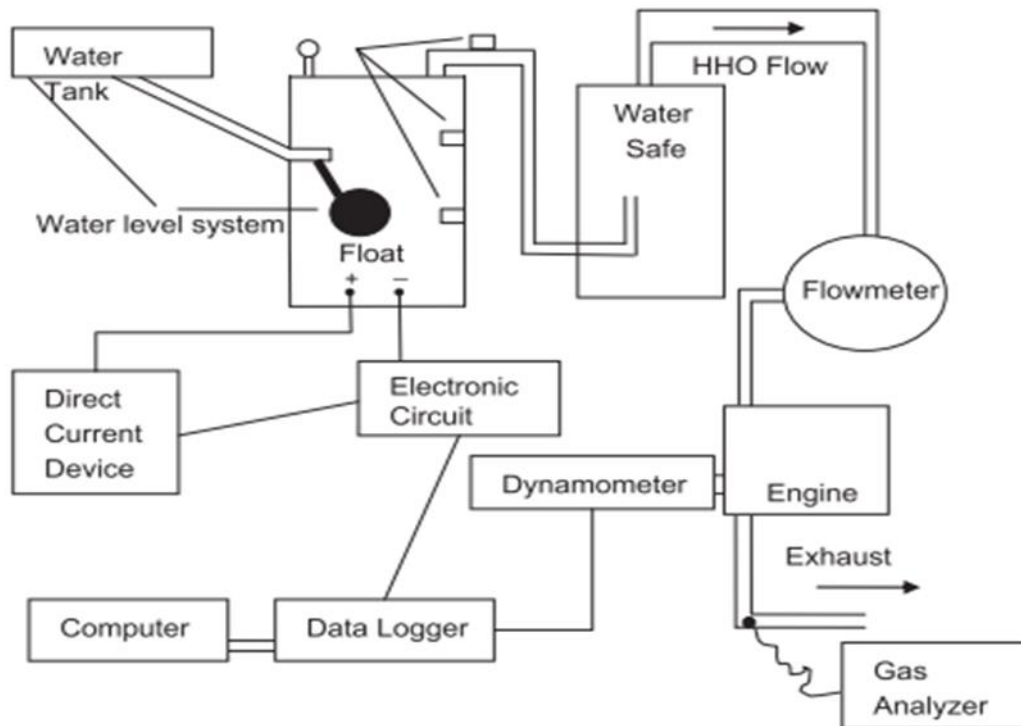 Water
Tank
HHO Flow
Water
Safe
Water level system
Float
+ −
Flowmeter
Direct
Current
Device
Electronic
Circuit
Dynamometer
Engine
Exhaust
Computer
Data Logger
Gas
Analyzer